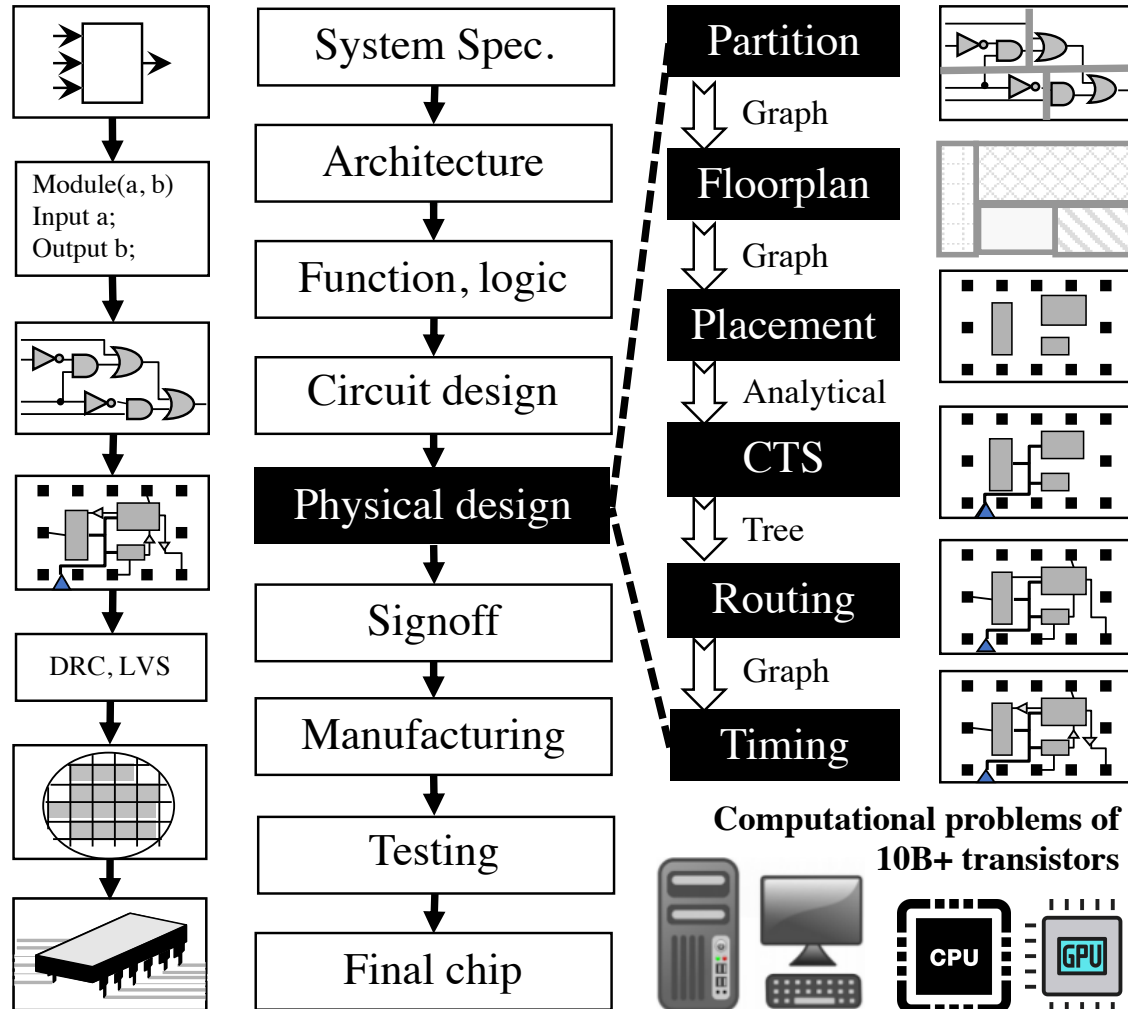 Module(a, b)
Input a;
Output b;
DRC, LVS
System Spec.
Architecture
Function, logic
Circuit design
Physical design
Signoff
Manufacturing
Testing
Final chip
Partition
Graph
Floorplan
Graph
Placement
Analytical
CTS
Tree
Routing
Graph
Timing
Computational problems of
10B+ transistors
CPU
GPU